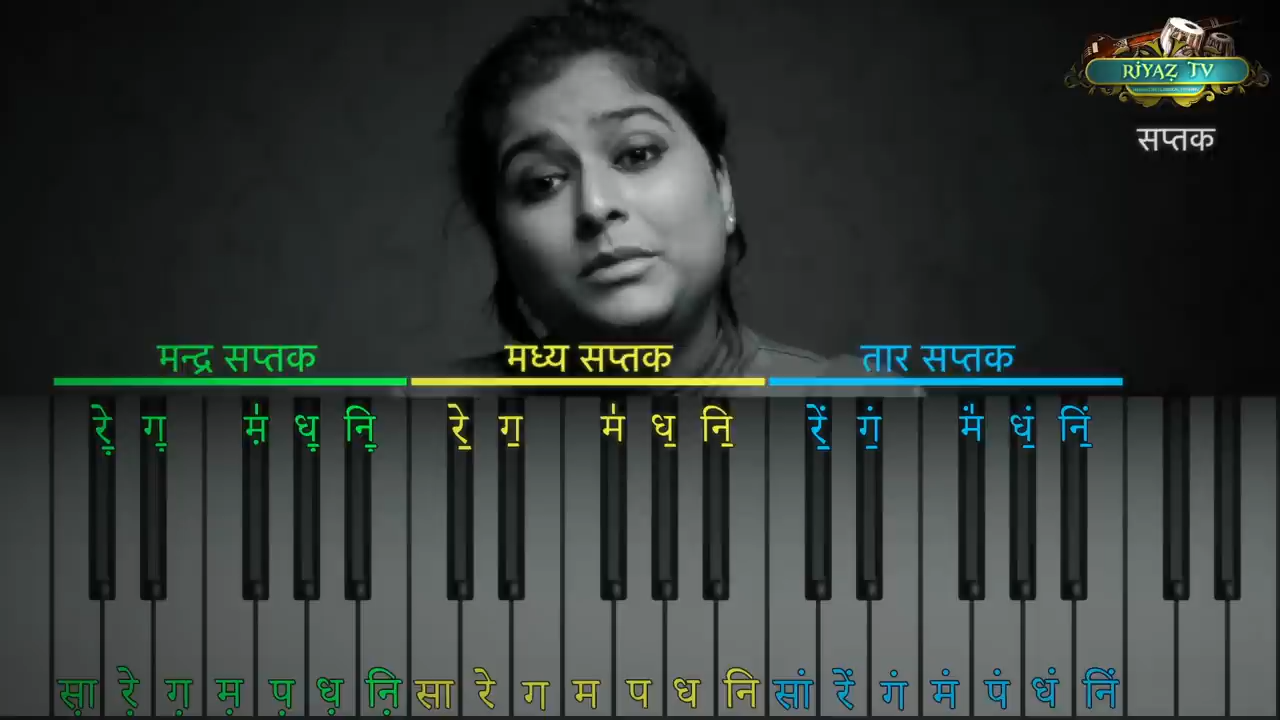 RiYAZ TV
सप्तक
मन्द्र सप्तक मध्य सप्तक तार सप्तक
रे़॒ ग़॒ म़॑ ध़॒ नि़॒ रे॒ ग॒ म॑ ध॒ नि॒ रें॒ गं॒ मं॑ धं॒ निं॒
सा़ रे़ ग़ म़ प़ ध़ नि़ सा रे ग म प ध नि सां रें गं मं पं धं निं